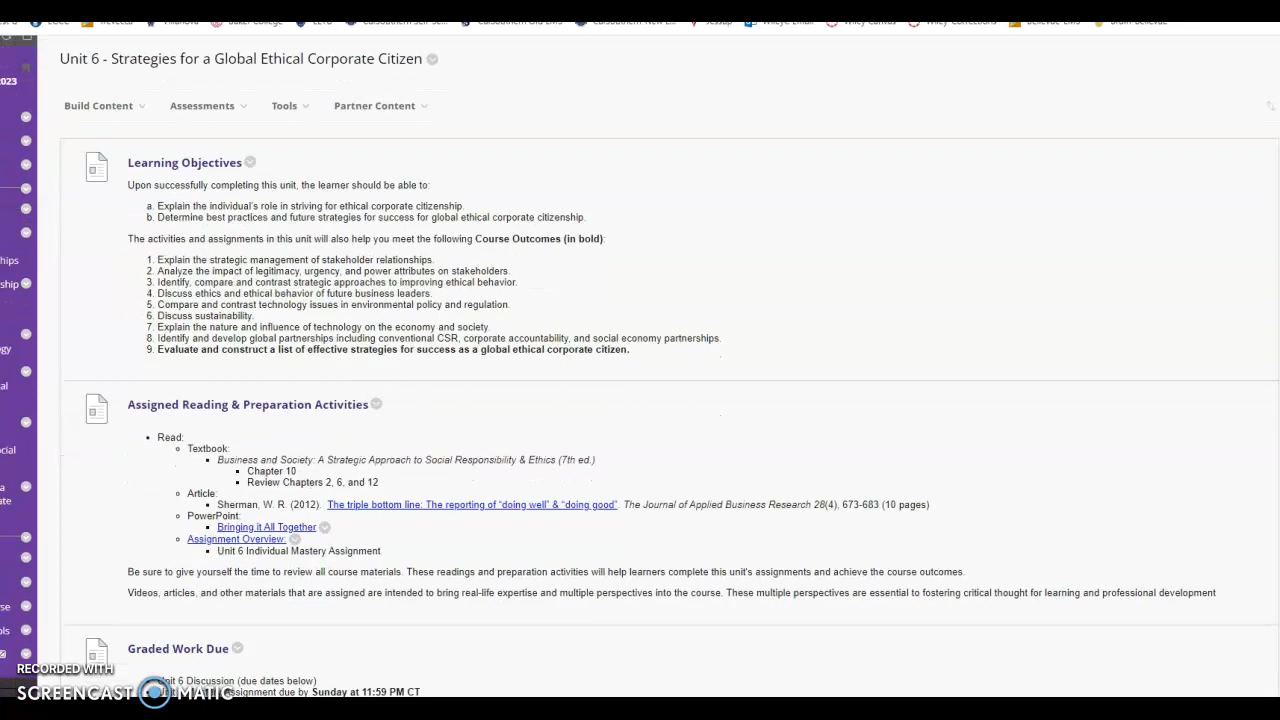 Unit 6 - Strategies for a Global Ethical Corporate Citizen
2023
Build Content Assessments Tools Partner Content
Learning Objectives
Upon successfully completing this unit, the learner should be able to:
a. Explain the individual's role in striving for ethical corporate citizenship.
b. Determine best practices and future strategies for success for global ethical corporate citizenship.
The activities and assignments in this unit will also help you meet the following Course Outcomes (in bold):
1. Explain the strategic management of stakeholder relationships.
2. Analyze the impact of legitimacy, urgency, and power attributes on stakeholders.
3. Identify, compare and contrast strategic approaches to improving ethical behavior.
4. Discuss ethics and ethical behavior of future business leaders.
5. Compare and contrast technology issues in environmental policy and regulation.
6. Discuss sustainability.
7. Explain the nature and influence of technology on the economy and society.
8. Identify and develop global partnerships including conventional CSR, corporate accountability, and social economy partnerships.
9. Evaluate and construct a list of effective strategies for success as a global ethical corporate citizen.
Assigned Reading & Preparation Activities
Read:
Textbook:
Business and Society: A Strategic Approach to Social Responsibility & Ethics (7th ed.)
Chapter 10
Review Chapters 2, 6, and 12
Article:
Sherman, W. R. (2012). The triple bottom line: The reporting of "doing well" & "doing good". The Journal of Applied Business Research 28(4), 673-683 (10 pages)
PowerPoint:
Bringing it All Together
Assignment Overview:
Unit 6 Individual Mastery Assignment
Be sure to give yourself the time to review all course materials. These readings and preparation activities will help learners complete this unit's assignments and achieve the course outcomes.
Videos, articles, and other materials that are assigned are intended to bring real-life expertise and multiple perspectives into the course. These multiple perspectives are essential to fostering critical thought for learning and professional development
Graded Work Due
Unit 6 Discussion (due dates below)
Assignment due by Sunday at 11:59 PM CT
RECORDED WITH
SCREENCAST MATIC